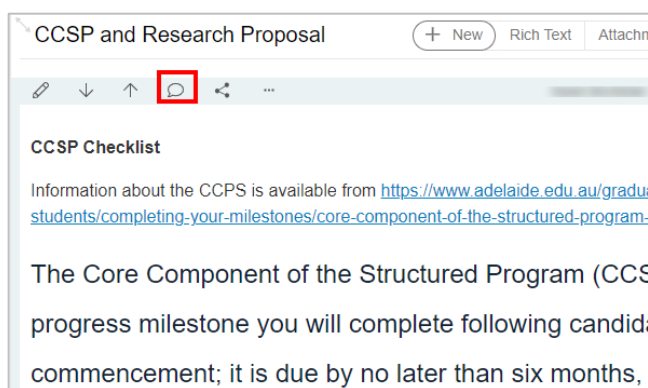 CCSP and Research Proposal
+ New Rich Text Attachm
CCSP Checklist
Information about the CCPS is available from https://www.adelaide.edu.au/gradua
students/completing-your-milestones/core-component-of-the-structured-program-
The Core Component of the Structured Program (CCS
progress milestone you will complete following candida
commencement; it is due by no later than six months,